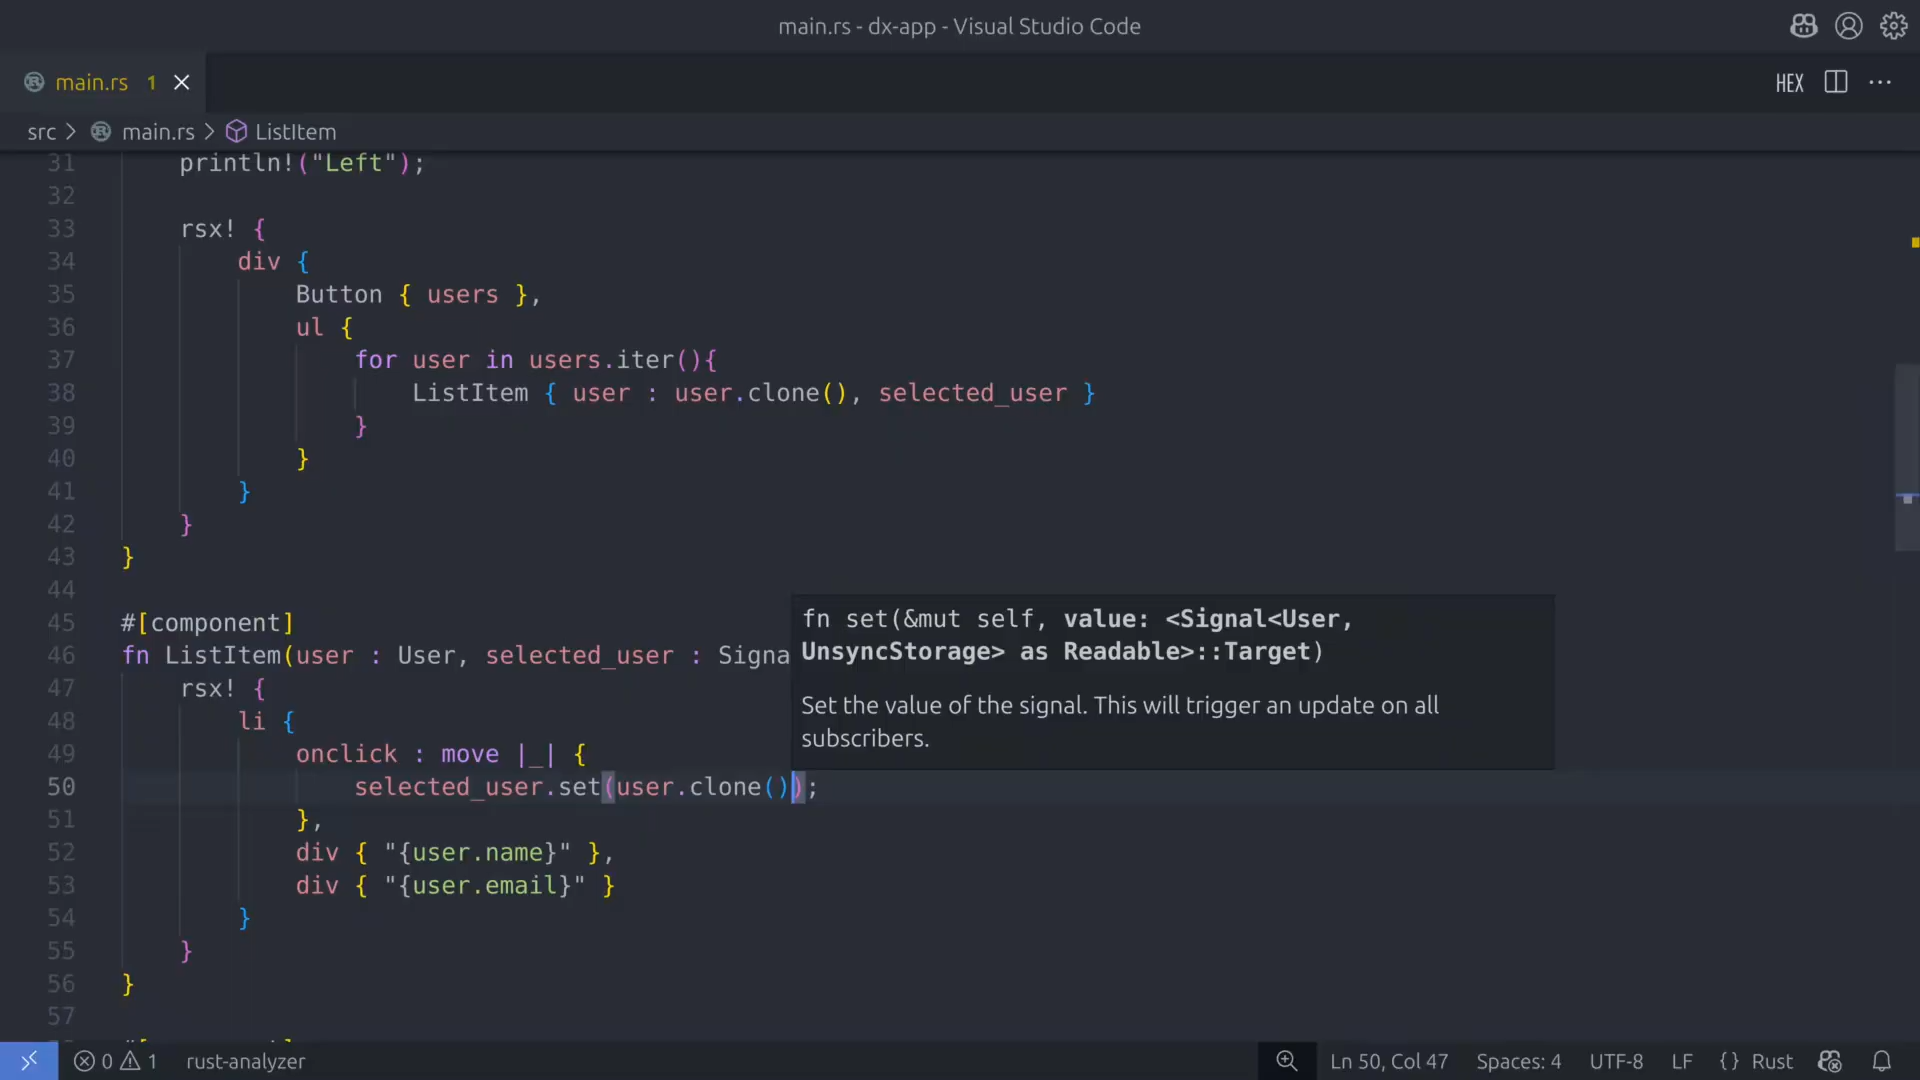 main.rs - dx-app - Visual Studio Code
main.rs 1
HEX
src > main.rs > ListItem
31 println!("Left");
32
33 rsx! {
34 div {
35 Button { users },
36 ul {
37 for user in users.iter(){
38 ListItem { user : user.clone(), selected_user }
39 }
40 }
41 }
42 }
43 }
44
45 #[component]
46 fn ListItem(user : User, selected_user : Signa
fn set(&mut self, value: <Signal<User,
UnsyncStorage> as Readable>::Target)
Set the value of the signal. This will trigger an update on all
subscribers.
47 rsx! {
48 li {
49 onclick : move |_| {
50 selected_user.set(user.clone());
51 },
52 div { "{user.name}" },
53 div { "{user.email}" }
54 }
55 }
56 }
57
0 1 rust-analyzer Ln 50, Col 47 Spaces: 4 UTF-8 LF {} Rust